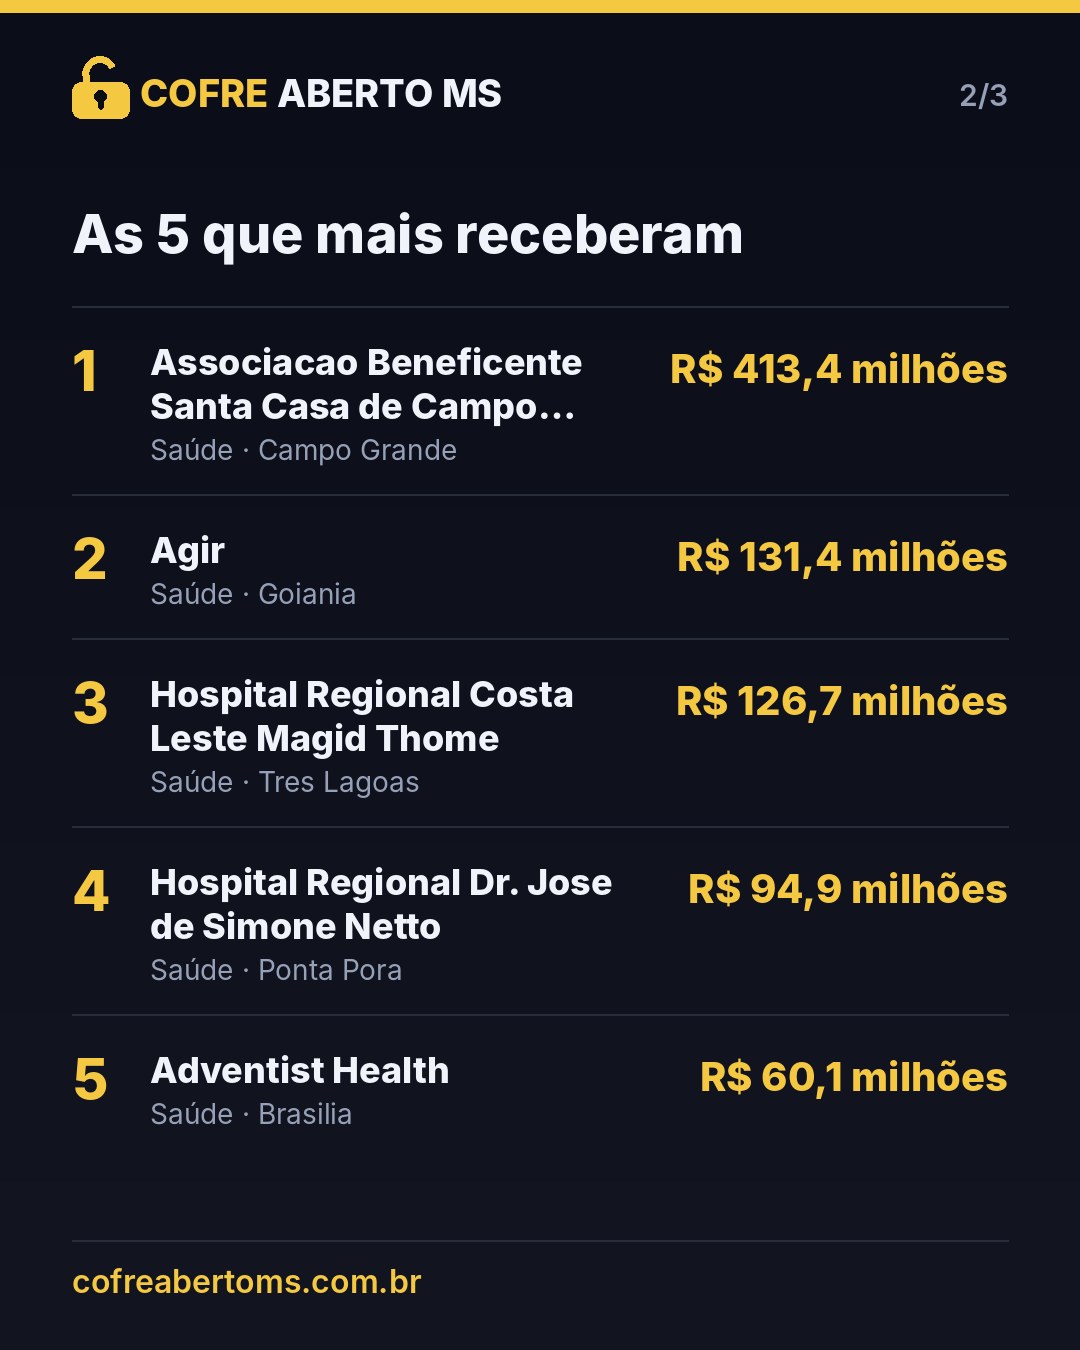 COFRE ABERTO MS
2/3
As 5 que mais receberam
1
Associacao Beneficente
Santa Casa de Campo...
Saúde · Campo Grande
R$ 413,4 milhões
2
Agir
Saúde · Goiania
R$ 131,4 milhões
3
Hospital Regional Costa
Leste Magid Thome
Saúde · Tres Lagoas
R$ 126,7 milhões
4
Hospital Regional Dr. Jose
de Simone Netto
Saúde · Ponta Pora
R$ 94,9 milhões
5
Adventist Health
Saúde · Brasilia
R$ 60,1 milhões
cofreabertoms.com.br